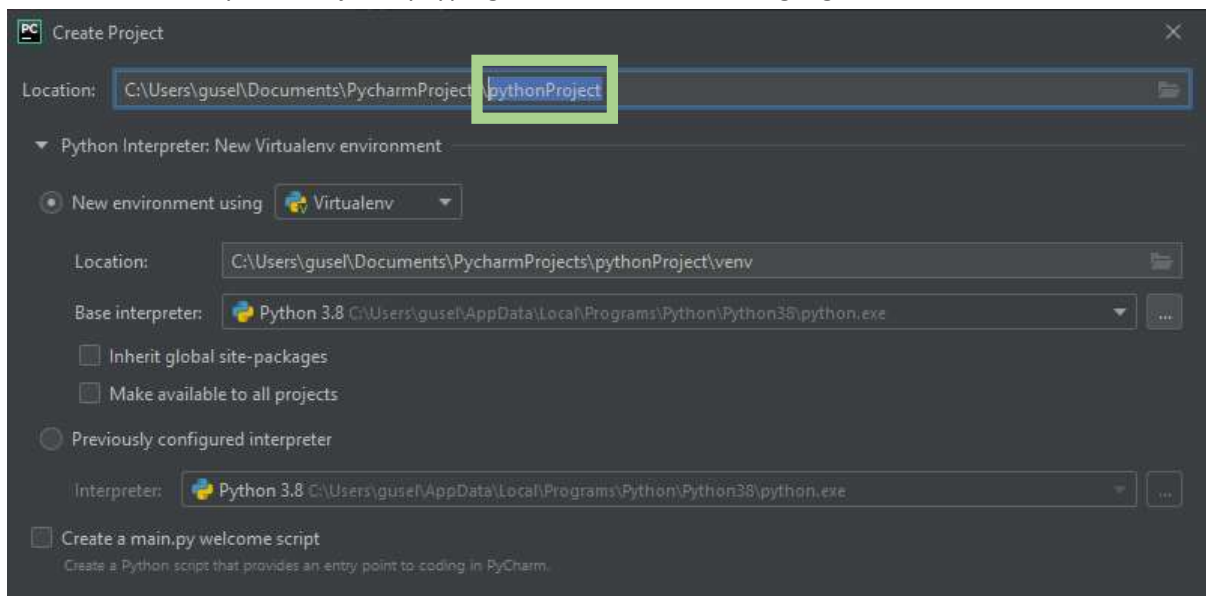 PC Create Project
Location: C:\Users\gusel\Documents\PycharmProject \pythonProject
Python Interpreter: New Virtualenv environment
New environment using Virtualenv
Location: C:\Users\gusel\Documents\PycharmProjects\pythonProject\venv
Base interpreter: Python 3.8 C:\Users\gusel\AppData\Local\Programs\Python\Python38\python.exe ...
Inherit global site-packages
Make available to all projects
Previously configured interpreter
Interpreter: Python 3.8 C:\Users\gusel\AppData\Local\Programs\Python\Python38\python.exe ...
Create a main.py welcome script
Create a Python script that provides an entry point to coding in PyCharm.